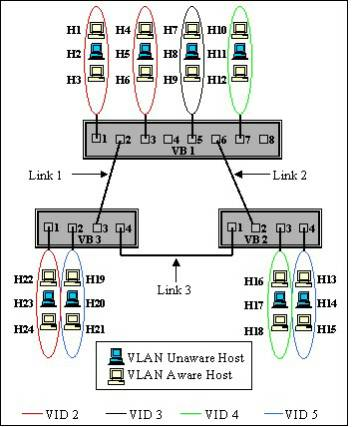 H1 H4 H7 H10
H2 H5 H8 H11
H3 H6 H9 H12
1 2 3 4 5 6 7 8
VB 1
Link 1 Link 2
1 2 3 4
VB 3
1 2 3 4
VB 2
H22 H19 H16 H13
H23 H20 H17 H14
H24 H21 H18 H15
Link 3
VLAN Unaware Host
VLAN Aware Host
VID 2 VID 3 VID 4 VID 5